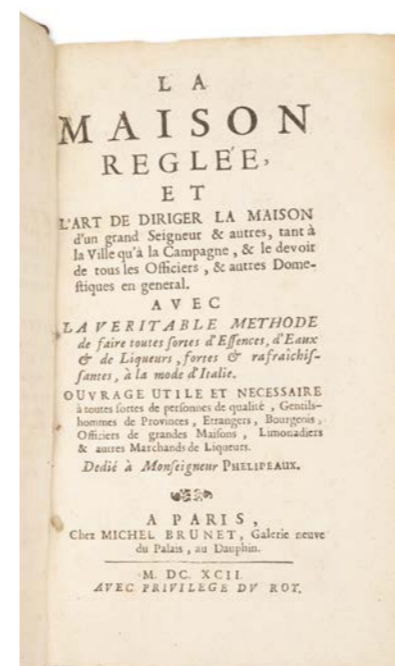 LA
MAISON
REGLÉE,
ET
L'ART DE DIRIGER LA MAISON
d'un grand Seigneur & autres, tant à
la Ville qu'à la Campagne, & le devoir
de tous les Officiers, & autres Dome-
ſtiques en general.
AVEC
LA VERITABLE METHODE
de faire toutes ſortes d'Eſſences, d'Eaux
& de Liqueurs, fortes & rafraichiſ-
ſantes, à la mode d'Italie.
OUVRAGE UTILE ET NECESSAIRE
à toutes ſortes de perſonnes de qualité, Gentils-
hommes de Provinces, Etrangers, Bourgeois,
Officiers de grandes Maiſons, Limonadiers
& autres Marchands de Liqueurs.
Dedié à Monſeigneur PHELIPEAUX.
A PARIS,
Chez MICHEL BRUNET, Galerie neuve
du Palais, au Dauphin.
M. DC. XCII.
AVEC PRIVILEGE DV ROY.